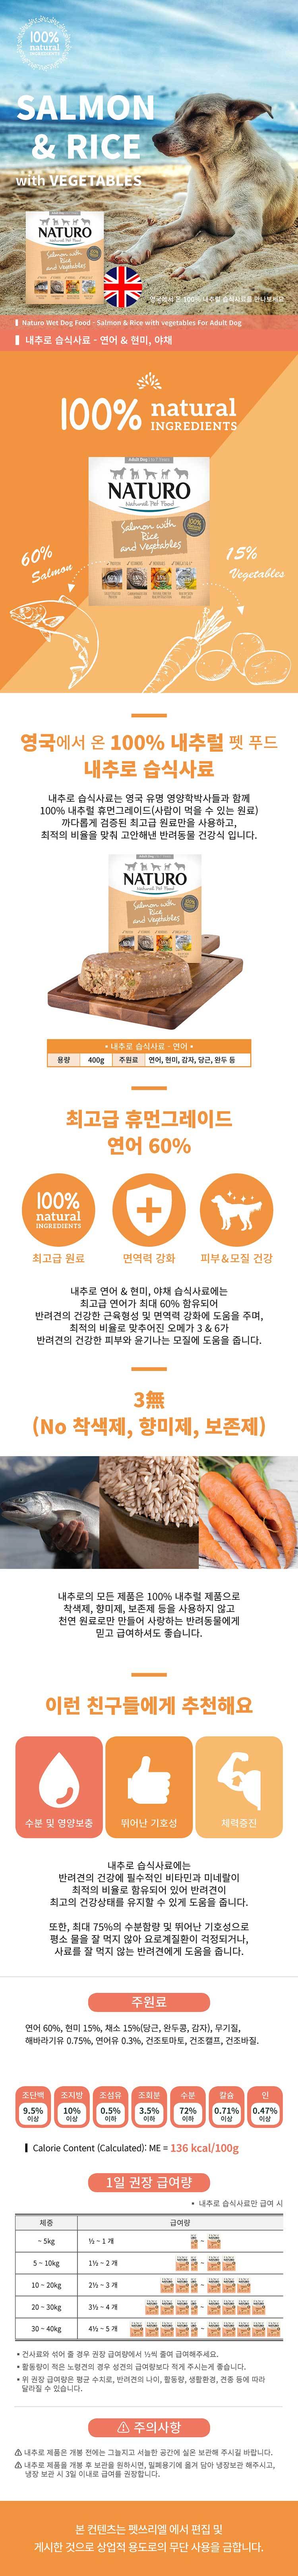 100%
natural
INGREDIENTS
SALMON
& RICE
with VEGETABLES
NATURO
Natural Pet Food
Salmon with
Rice
and Vegetables
영국에서 온 100% 내추럴 습식사료를 만나보세요
Naturo Wet Dog Food - Salmon & Rice with vegetables For Adult Dog
내추로 습식사료 - 연어 & 현미, 야채
100% natural
INGREDIENTS
Adult Dog
NATURO
Natural Pet Food
Salmon with
Rice
and Vegetables
60%
Salmon
15%
Vegetables
영국에서 온 100% 내추럴 펫 푸드
내추로 습식사료
내추로 습식사료는 영국 유명 영양학박사들과 함께
100% 내추럴 휴먼그레이드(사람이 먹을 수 있는 원료)
까다롭게 검증된 최고급 원료만을 사용하고,
최적의 비율을 맞춰 고안해낸 반려동물 건강식 입니다.
NATURO
Natural Pet Food
Salmon with
Rice
and Vegetables
• 내추로 습식사료 - 연어 •
용량 400g 주원료 연어, 현미, 감자, 당근, 완두 등
최고급 휴먼그레이드
연어 60%
100%
natural
INGREDIENTS
최고급 원료 면역력 강화 피부&모질 건강
내추로 연어 & 현미, 야채 습식사료에는
최고급 연어가 최대 60% 함유되어
반려견의 건강한 근육형성 및 면역력 강화에 도움을 주며,
최적의 비율로 맞추어진 오메가 3 & 6가
반려견의 건강한 피부와 윤기나는 모질에 도움을 줍니다.
3無
(No 착색제, 향미제, 보존제)
내추로의 모든 제품은 100% 내추럴 제품으로
착색제, 향미제, 보존제 등을 사용하지 않고
천연 원료로만 만들어 사랑하는 반려동물에게
믿고 급여하셔도 좋습니다.
이런 친구들에게 추천해요
수분 및 영양보충 뛰어난 기호성 체력증진
내추로 습식사료에는
반려견의 건강에 필수적인 비타민과 미네랄이
최적의 비율로 함유되어 있어 반려견이
최고의 건강상태를 유지할 수 있게 도움을 줍니다.
또한, 최대 75%의 수분함량 및 뛰어난 기호성으로
평소 물을 잘 먹지 않아 요로계질환이 걱정되거나,
사료를 잘 먹지 않는 반려견에게 도움을 줍니다.
주원료
연어 60%, 현미 15%, 채소 15%(당근, 완두콩, 감자), 무기질,
해바라기유 0.75%, 연어유 0.3%, 건조토마토, 건조켈프, 건조바질.
조단백 조지방 조섬유 조회분 수분 칼슘 인
9.5% 10% 0.5% 3.5% 72% 0.71% 0.47%
이상 이상 이하 이하 이하 이상 이상
Calorie Content (Calculated): ME = 136 kcal/100g
1일 권장 급여량
• 내추로 습식사료만 급여 시
체중 급여량
~ 5kg ½ ~ 1 개
5 ~ 10kg 1½ ~ 2 개
10 ~ 20kg 2½ ~ 3 개
20 ~ 30kg 3½ ~ 4 개
30 ~ 40kg 4½ ~ 5 개
• 건사료와 섞어 줄 경우 권장 급여량에서 ½씩 줄여 급여해주세요.
• 활동량이 적은 노령견의 경우 성견의 급여량보다 적게 주시는게 좋습니다.
• 위 권장 급여량은 평균 수치로, 반려견의 나이, 활동량, 생활환경, 견종 등에 따라
달라질 수 있습니다.
주의사항
내추로 제품은 개봉 전에는 그늘지고 서늘한 공간에 실온 보관해 주시길 바랍니다.
내추로 제품을 개봉 후 보관을 원하시면, 밀폐용기에 옮겨 담아 냉장보관 해주시고,
냉장 보관 시 3일 이내로 급여를 권장합니다.
본 컨텐츠는 펫쓰리엘 에서 편집 및
게시한 것으로 상업적 용도로의 무단 사용을 금합니다.